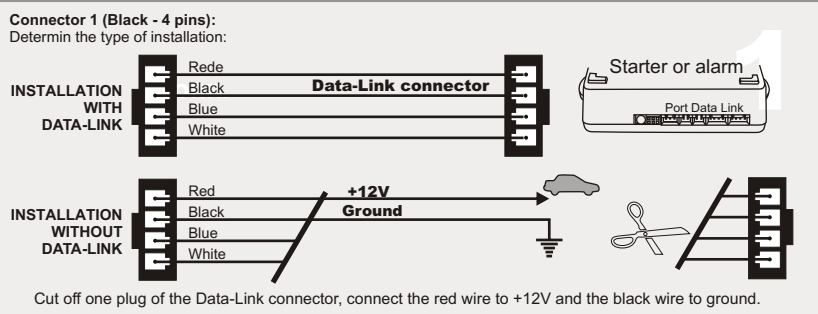 Connector 1 (Black - 4 pins):
Determin the type of installation:
1
INSTALLATION
WITH
DATA-LINK
Rede
Black
Blue
White
Data-Link connector
Starter or alarm
Port Data Link
INSTALLATION
WITHOUT
DATA-LINK
Red
Black
Blue
White
+12V
Ground
Cut off one plug of the Data-Link connector, connect the red wire to +12V and the black wire to ground.